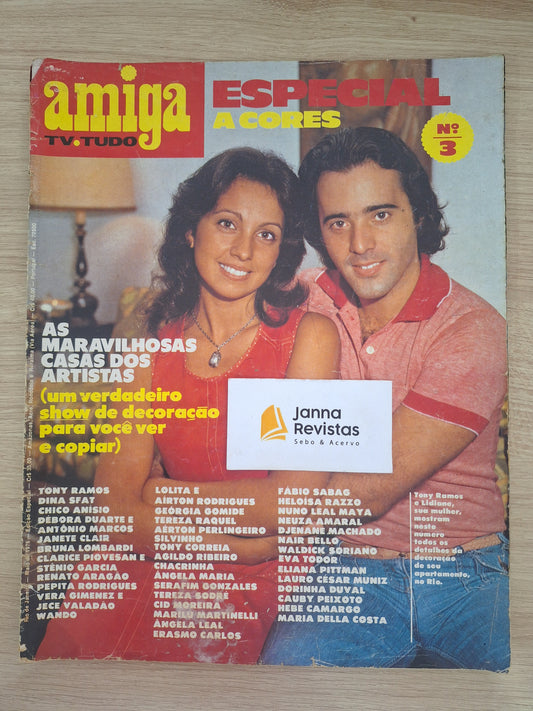 amiga
TV.TUDO
ESPECIAL
A CORES
Nº
3
AS
MARAVILHOSAS
CASAS DOS
ARTISTAS
(um verdadeiro
show de decoração
para você ver
e copiar)
Janna
Revistas
Sebo & Acervo
TONY RAMOS
DINA SFAT
CHICO ANÍSIO
DÉBORA DUARTE E
ANTÔNIO MARCOS
JANETE CLAIR
BRUNA LOMBARDI
CLARICE PIOVESAN E
STÊNIO GARCIA
RENATO ARAGÃO
PEPITA RODRIGUES
VERA GIMENEZ E
JECE VALADÃO
WANDO
LOLITA E
AÉRTON RODRIGUES
GEÓRGIA GOMIDE
TEREZA RAQUEL
AÉRTON PERLINGEIRO
SILVINHO
TONY CORREIA
AGILDO RIBEIRO
CHACRINHA
ÂNGELA MARIA
SERAFIM GONZALES
TEREZA SODRÉ
CID MOREIRA
MARILU MARTINELLI
ÂNGELA LEAL
ERASMO CARLOS
FÁBIO SABAG
HELOÍSA RAZZO
NUNO LEAL MAYA
NEUZA AMARAL
DJENANE MACHADO
NAIR BELLO
WALDICK SORIANO
EVA TODOR
ELIANA PITTMAN
LAURO CÉSAR MUNIZ
DORINHA DUVAL
CAUBY PEIXOTO
HEBE CAMARGO
MARIA DELLA COSTA
Tony Ramos
e Lidiane,
sua mulher,
mostram
neste
numero
todos os
detalhes da
decoração
de seu
apartamento,
no Rio.